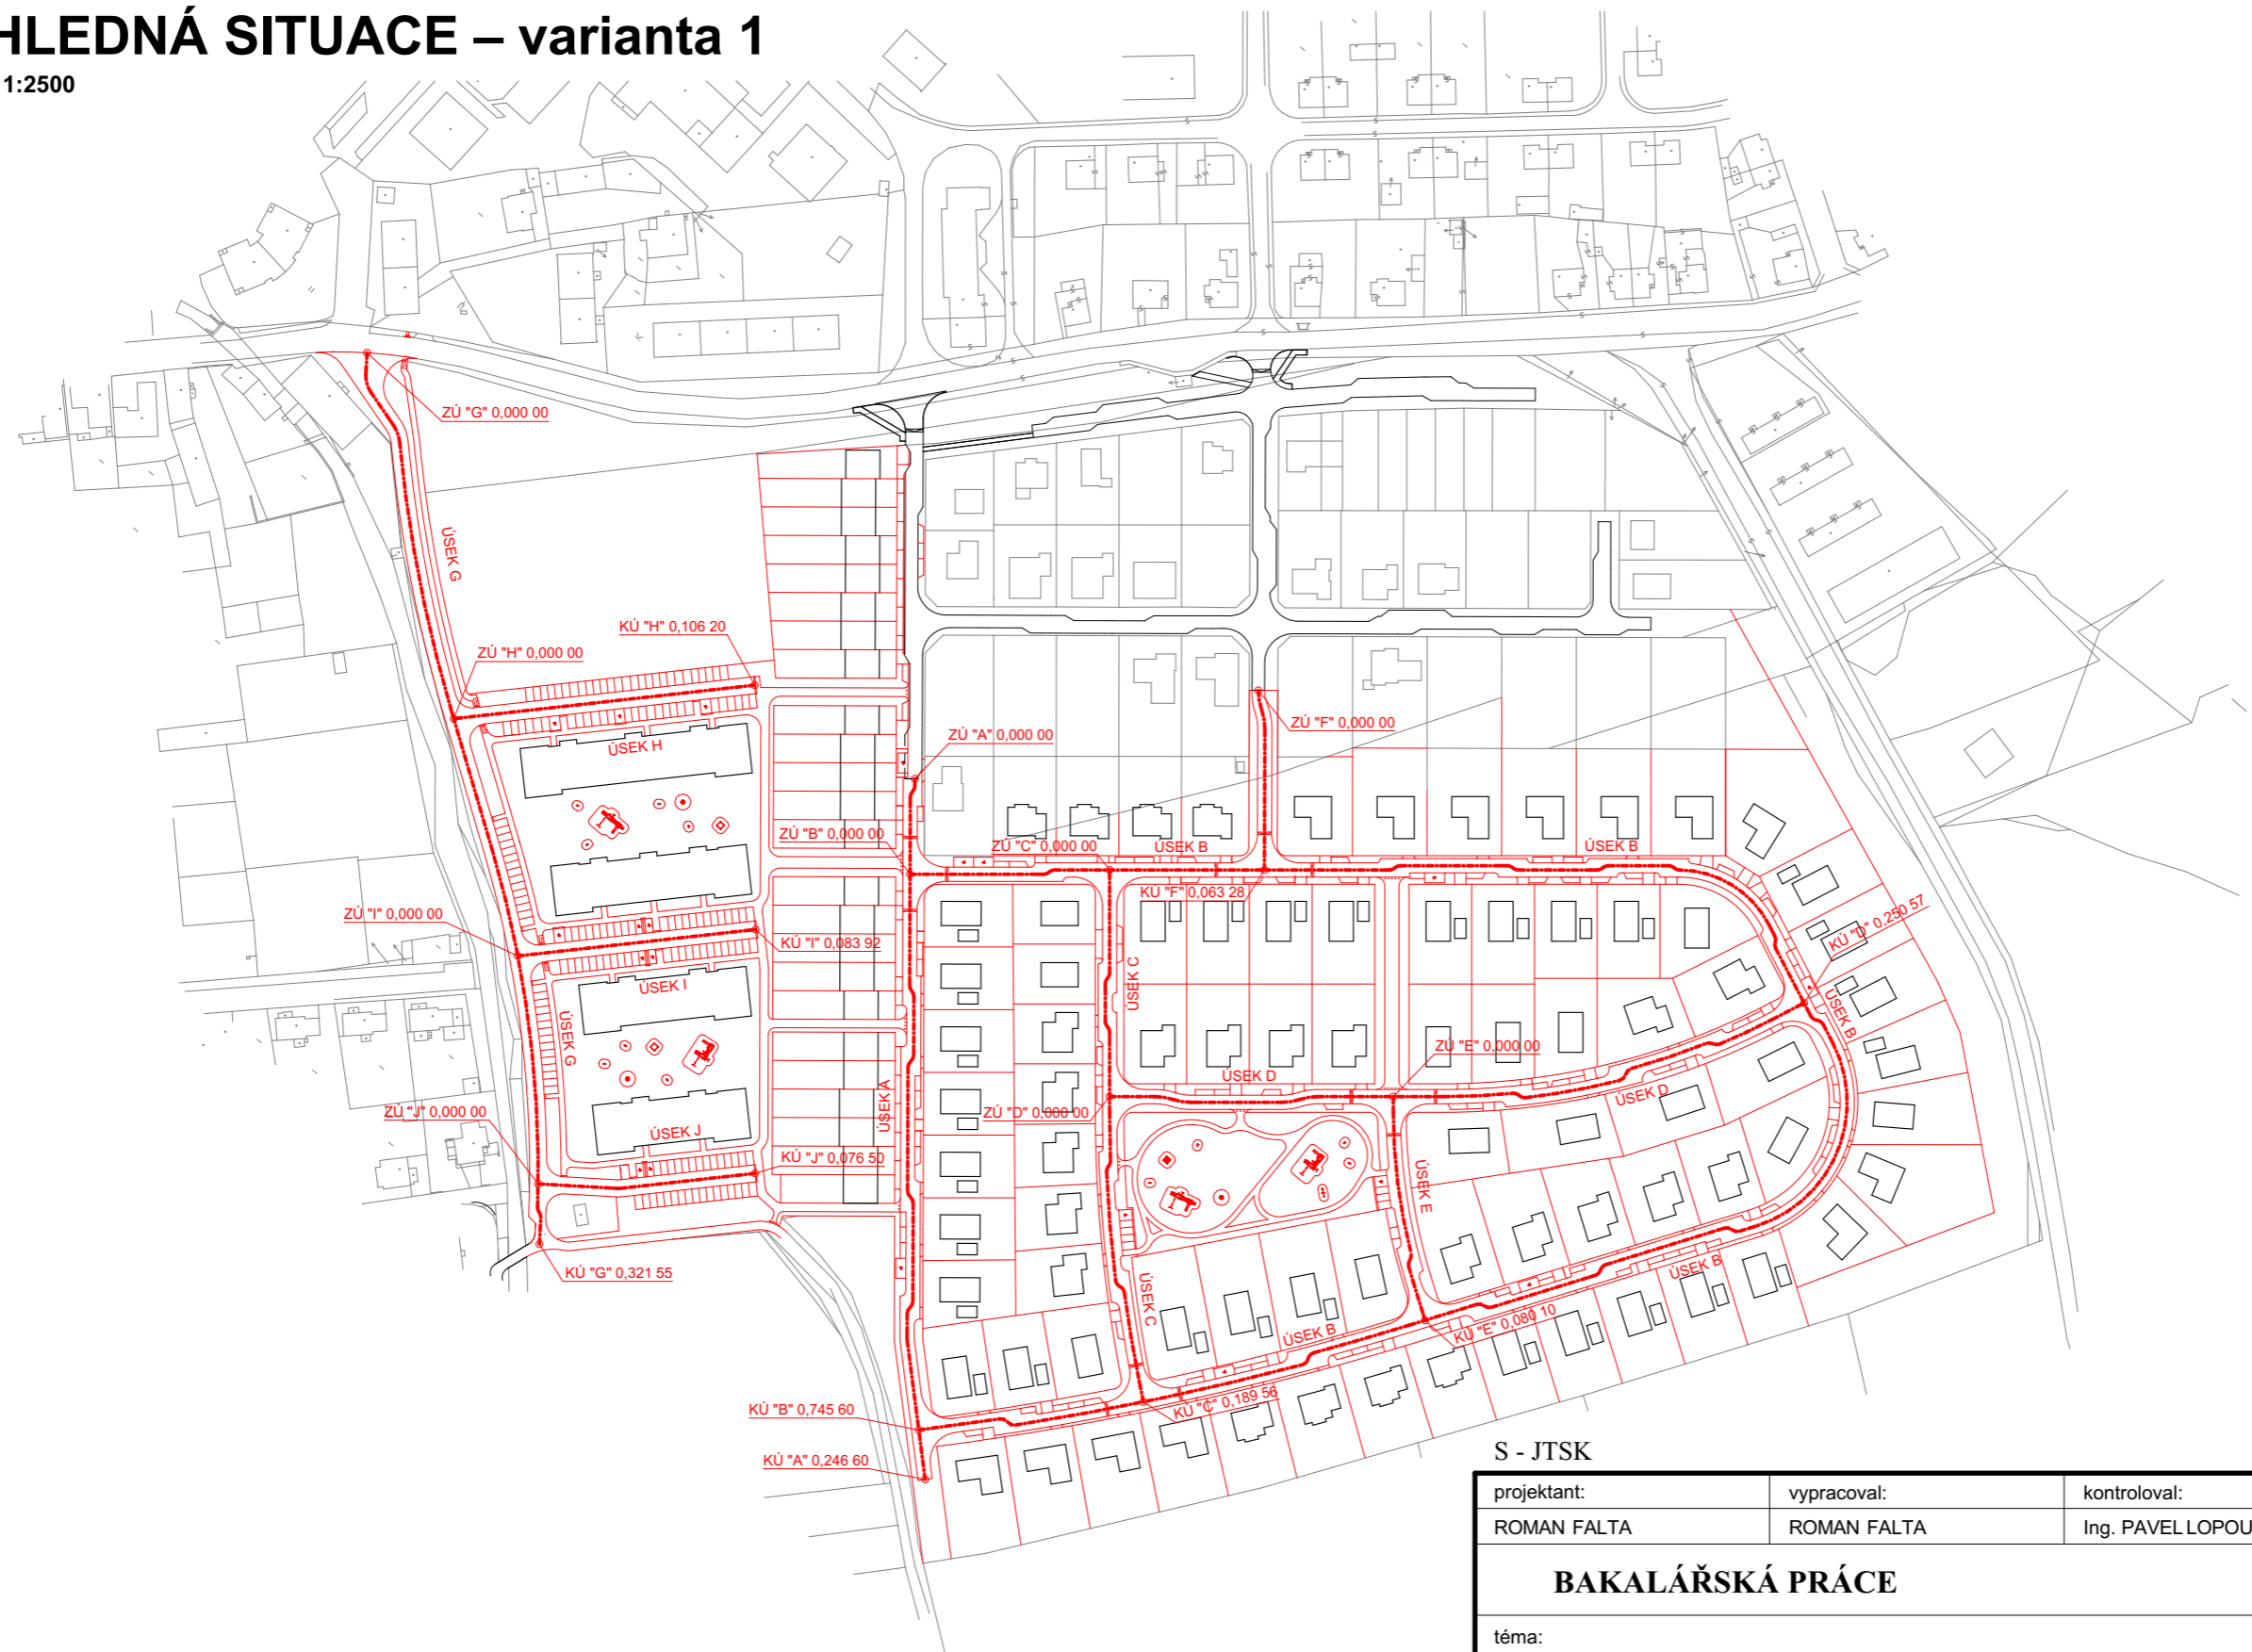 HLEDNÁ SITUACE – varianta 1
1:2500
ZÚ "G" 0,000 00
ÚSEK G
KÚ "H" 0,106 20
ZÚ "H" 0,000 00
ZÚ "F" 0,000 00
ZÚ "A" 0,000 00
ÚSEK H
ZÚ "B" 0,000 00
ZÚ "C" 0,000 00
ÚSEK B
ÚSEK B
KÚ "F" 0,063 28
ZÚ "I" 0,000 00
KÚ "I" 0,083 92
KÚ "D" 0,250 57
ÚSEK C
ÚSEK I
ÚSEK B
ÚSEK G
ZÚ "E" 0,000 00
ÚSEK D
ÚSEK A
ÚSEK D
ZÚ "J" 0,000 00
ZÚ "D" 0,000 00
ÚSEK J
KÚ "J" 0,076 50
ÚSEK E
KÚ "G" 0,321 55
ÚSEK B
ÚSEK C
ÚSEK B
KÚ "E" 0,080 10
KÚ "C" 0,189 56
KÚ "B" 0,745 60
KÚ "A" 0,246 60
S - JTSK
projektant: vypracoval: kontroloval:
ROMAN FALTA ROMAN FALTA Ing. PAVEL LOPOU
BAKALÁŘSKÁ PRÁCE
téma: